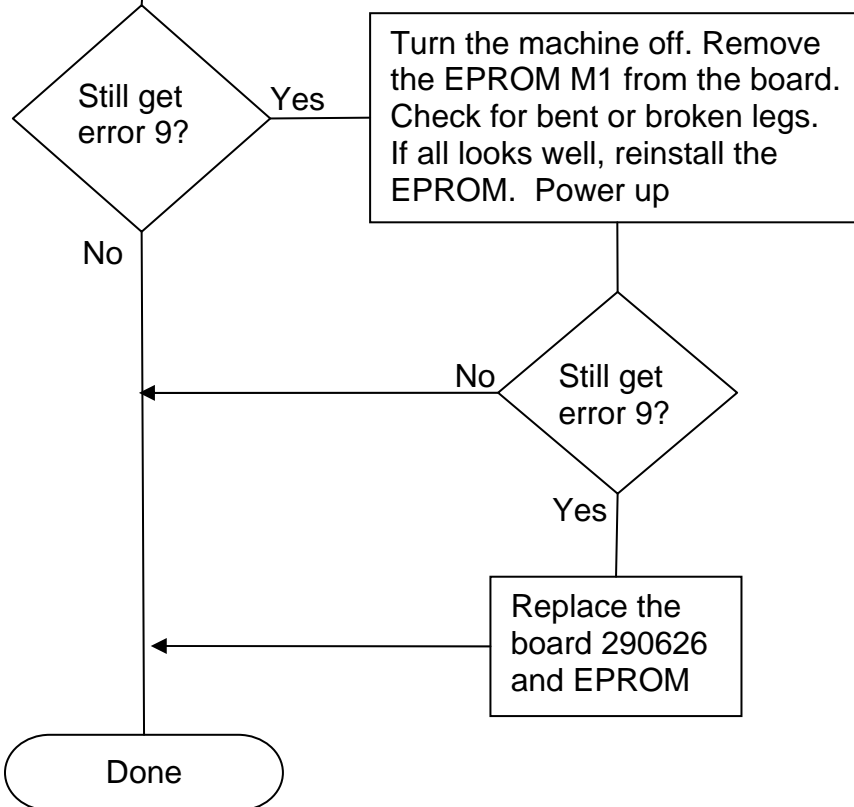 Still get
error 9?
Yes
Turn the machine off. Remove
the EPROM M1 from the board.
Check for bent or broken legs.
If all looks well, reinstall the
EPROM.  Power up
No
No
Still get
error 9?
Yes
Replace the
board 290626
and EPROM
Done